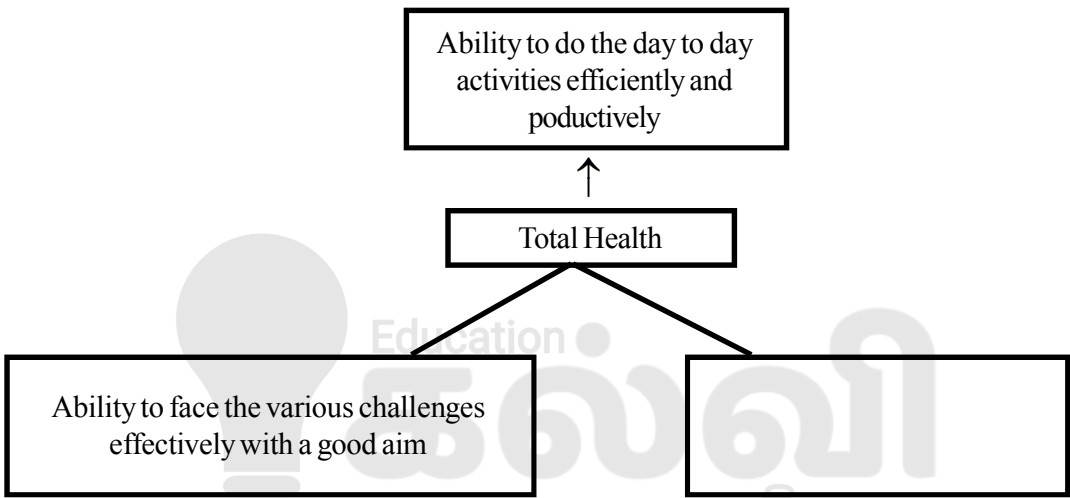 Ability to do the day to day
activities efficiently and
poductively
↑
Total Health
Education
கல்வி
Ability to face the various challenges
effectively with a good aim